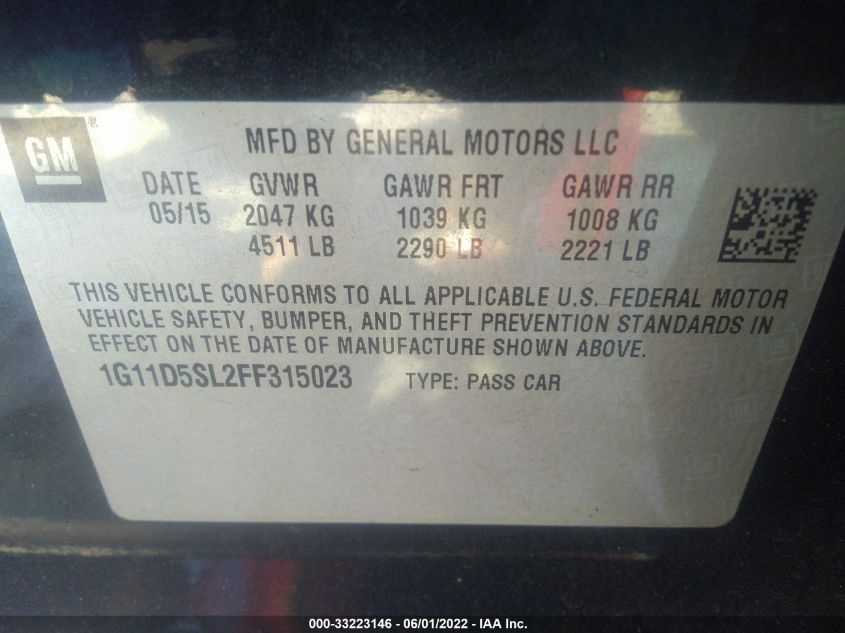 GM ®
MFD BY GENERAL MOTORS LLC
DATE GVWR GAWR FRT GAWR RR
05/15 2047 KG 1039 KG 1008 KG
4511 LB 2290 LB 2221 LB
THIS VEHICLE CONFORMS TO ALL APPLICABLE U.S. FEDERAL MOTOR
VEHICLE SAFETY, BUMPER, AND THEFT PREVENTION STANDARDS IN
EFFECT ON THE DATE OF MANUFACTURE SHOWN ABOVE.
1G11D5SL2FF315023 TYPE: PASS CAR
000-33223146 - 06/01/2022 - IAA Inc.